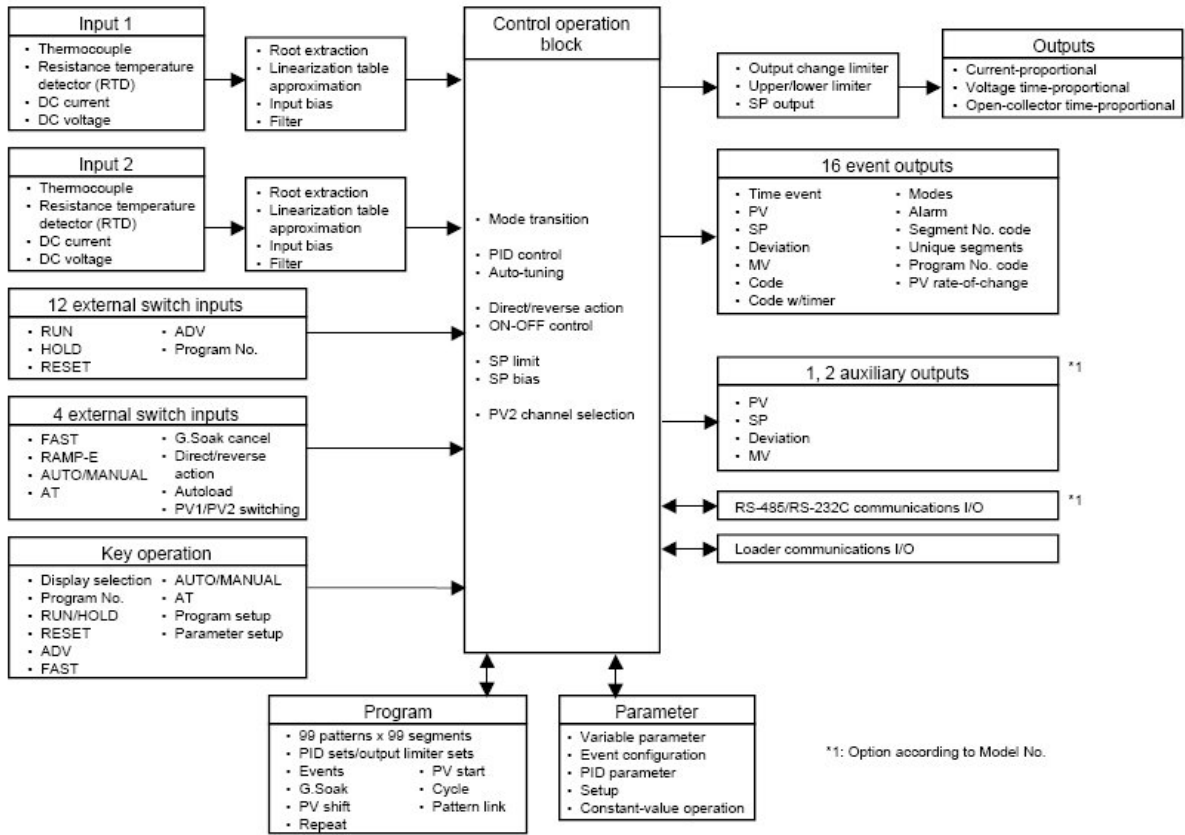 Input 1
・ Thermocouple
・ Resistance temperature
detector (RTD)
・ DC current
・ DC voltage
・ Root extraction
・ Linearization table
approximation
・ Input bias
・ Filter
Input 2
・ Thermocouple
・ Resistance temperature
detector (RTD)
・ DC current
・ DC voltage
・ Root extraction
・ Linearization table
approximation
・ Input bias
・ Filter
12 external switch inputs
・ RUN
・ HOLD
・ RESET
・ ADV
・ Program No.
4 external switch inputs
・ FAST
・ RAMP-E
・ AUTO/MANUAL
・ AT
・ G.Soak cancel
・ Direct/reverse
action
・ Autoload
・ PV1/PV2 switching
Key operation
・ Display selection
・ Program No.
・ RUN/HOLD
・ RESET
・ ADV
・ FAST
・ AUTO/MANUAL
・ AT
・ Program setup
・ Parameter setup
Control operation
block
・ Mode transition
・ PID control
・ Auto-tuning
・ Direct/reverse action
・ ON-OFF control
・ SP limit
・ SP bias
・ PV2 channel selection
・ Output change limiter
・ Upper/lower limiter
・ SP output
Outputs
・ Current-proportional
・ Voltage time-proportional
・ Open-collector time-proportional
16 event outputs
・ Time event
・ PV
・ SP
・ Deviation
・ MV
・ Code
・ Code w/timer
・ Modes
・ Alarm
・ Segment No. code
・ Unique segments
・ Program No. code
・ PV rate-of-change
1, 2 auxiliary outputs
*1
・ PV
・ SP
・ Deviation
・ MV
RS-485/RS-232C communications I/O
*1
Loader communications I/O
Program
・ 99 patterns x 99 segments
・ PID sets/output limiter sets
・ Events
・ G.Soak
・ PV shift
・ Repeat
・ PV start
・ Cycle
・ Pattern link
Parameter
・ Variable parameter
・ Event configuration
・ PID parameter
・ Setup
・ Constant-value operation
*1: Option according to Model No.